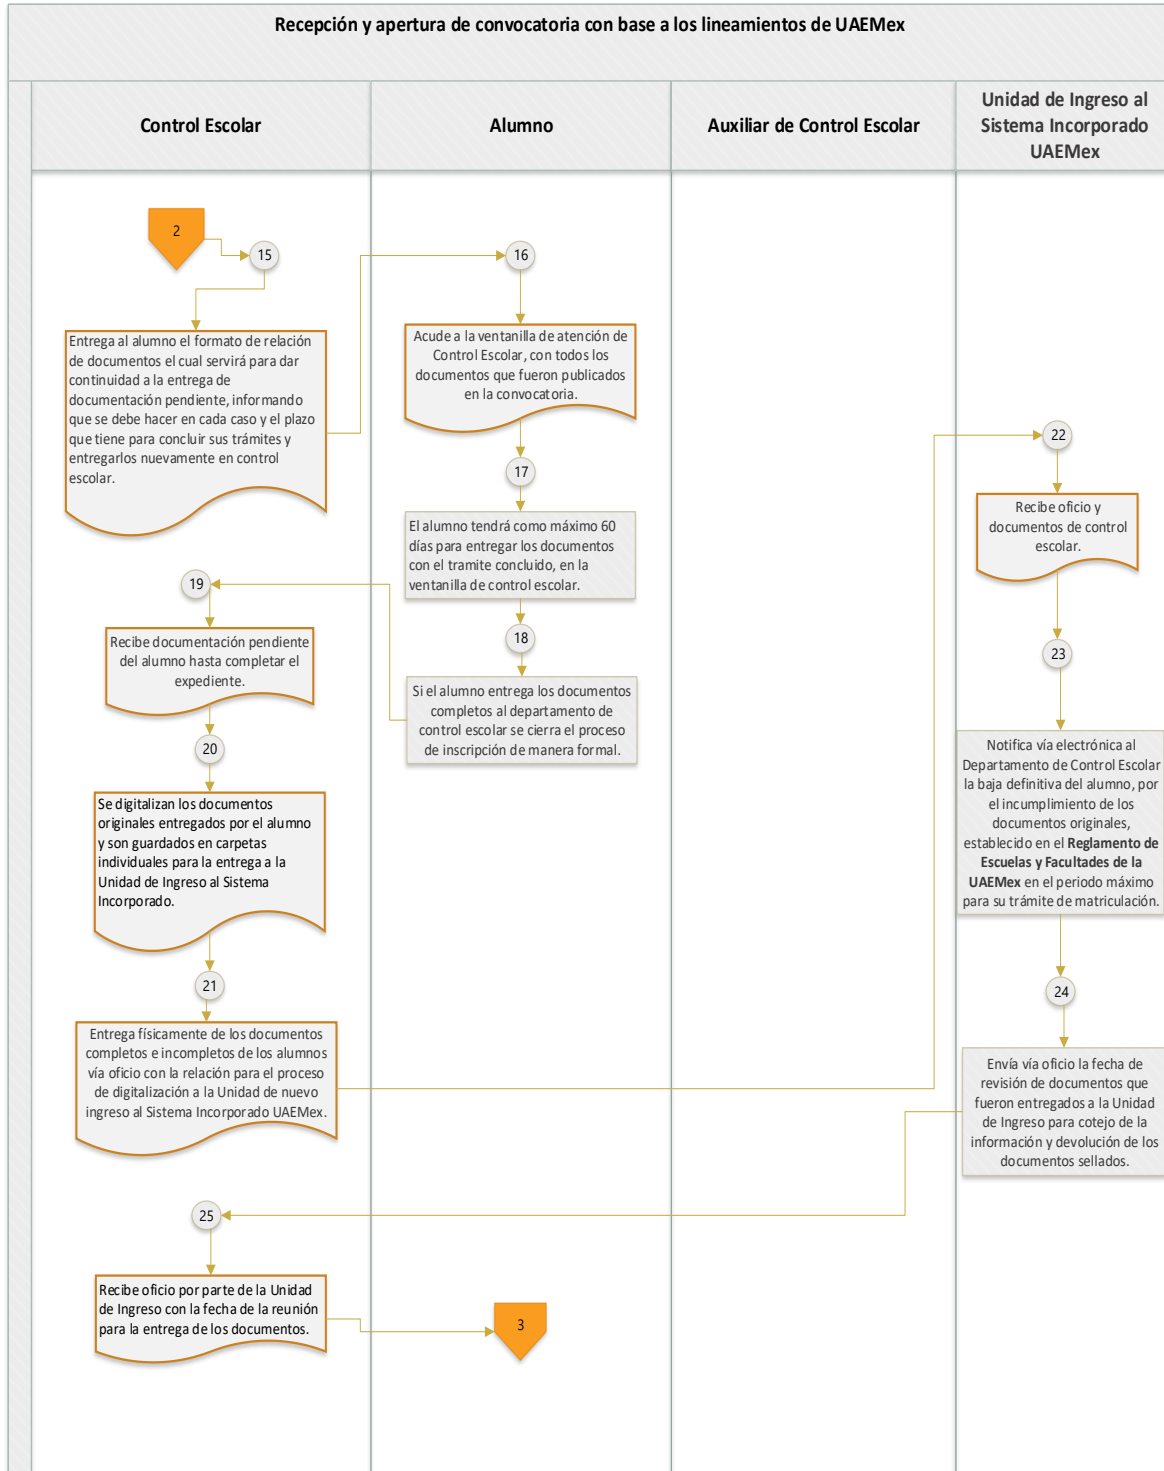 Recepción y apertura de convocatoria con base a los lineamientos de UAEMex
Control Escolar
Alumno
Auxiliar de Control Escolar
Unidad de Ingreso al
Sistema Incorporado
UAEMex
2
15
Entrega al alumno el formato de relación
de documentos el cual servirá para dar
continuidad a la entrega de
documentación pendiente, informando
que se debe hacer en cada caso y el plazo
que tiene para concluir sus trámites y
entregarlos nuevamente en control
escolar.
16
Acude a la ventanilla de atención de
Control Escolar, con todos los
documentos que fueron publicados
en la convocatoria.
17
El alumno tendrá como máximo 60
días para entregar los documentos
con el tramite concluido, en la
ventanilla de control escolar.
18
Si el alumno entrega los documentos
completos al departamento de
control escolar se cierra el proceso
de inscripción de manera formal.
19
Recibe documentación pendiente
del alumno hasta completar el
expediente.
20
Se digitalizan los documentos
originales entregados por el alumno
y son guardados en carpetas
individuales para la entrega a la
Unidad de Ingreso al Sistema
Incorporado.
21
Entrega físicamente de los documentos
completos e incompletos de los alumnos
vía oficio con la relación para el proceso
de digitalización a la Unidad de nuevo
ingreso al Sistema Incorporado UAEMex.
22
Recibe oficio y
documentos de control
escolar.
23
Notifica vía electrónica al
Departamento de Control Escolar
la baja definitiva del alumno, por
el incumplimiento de los
documentos originales,
establecido en el Reglamento de
Escuelas y Facultades de la
UAEMex en el periodo máximo
para su trámite de matriculación.
24
Envía vía oficio la fecha de
revisión de documentos que
fueron entregados a la Unidad
de Ingreso para cotejo de la
información y devolución de los
documentos sellados.
25
Recibe oficio por parte de la Unidad
de Ingreso con la fecha de la reunión
para la entrega de los documentos.
3